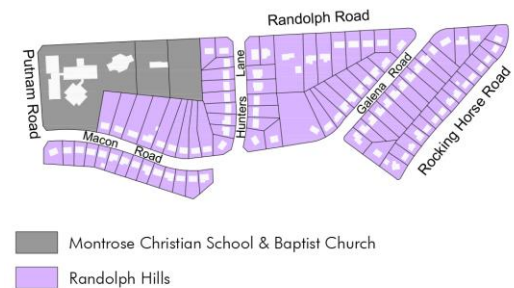 Randolph Road
Putnam Road
Hunters Lane
Galena Road
Rocking Horse Road
Macon Road
Montrose Christian School & Baptist Church
Randolph Hills